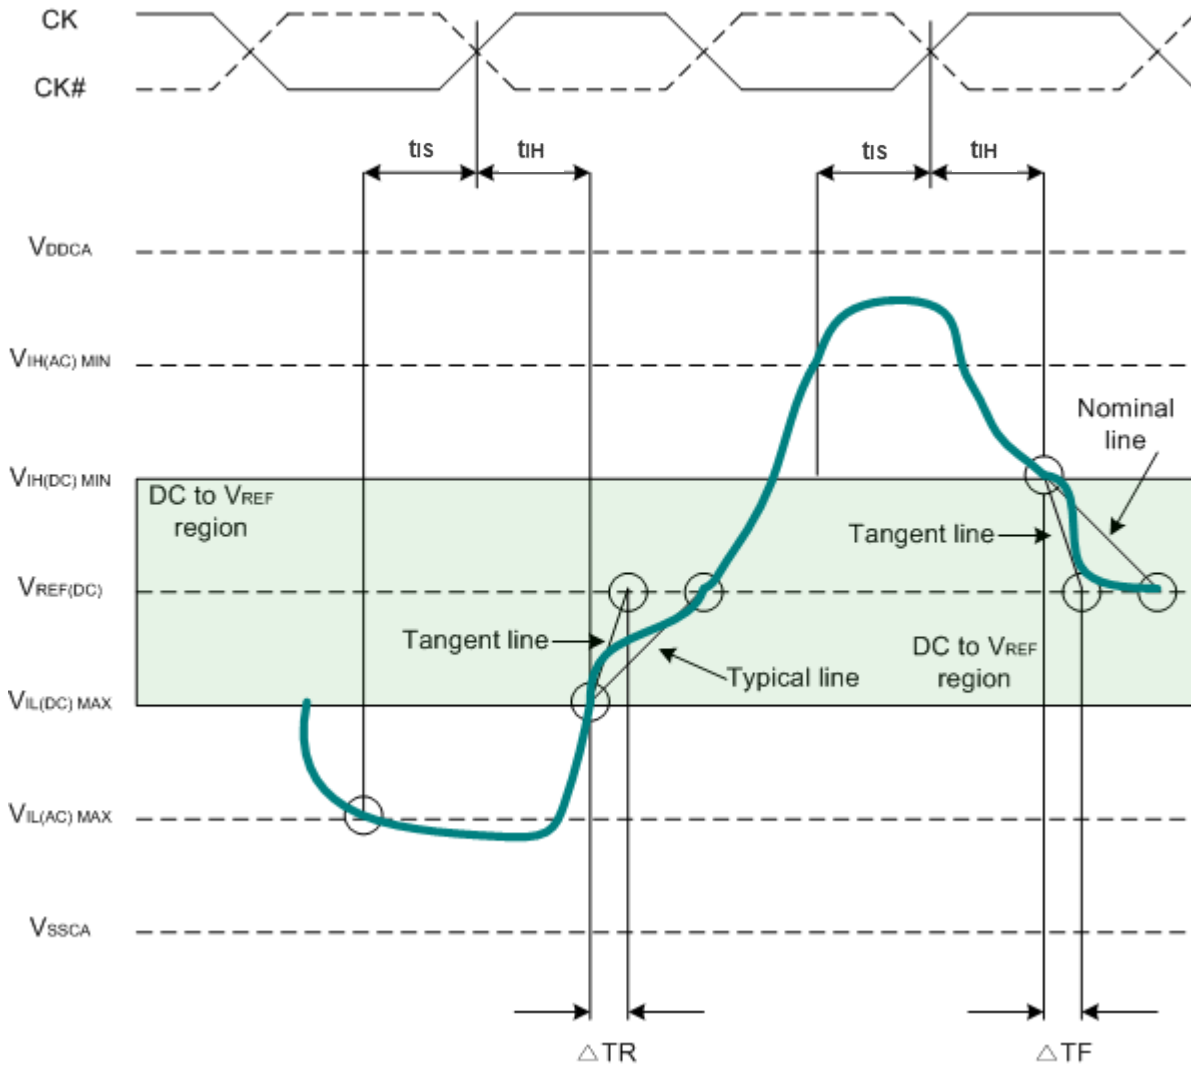 CK
CK#
tIS
tIH
tIS
tIH
VDDCA
VIH(AC) MIN
Nominal
line
VIH(DC) MIN
DC to VREF
region
Tangent line
VREF(DC)
Tangent line
DC to VREF
region
Typical line
VIL(DC) MAX
VIL(AC) MAX
VSSCA
△TR
△TF